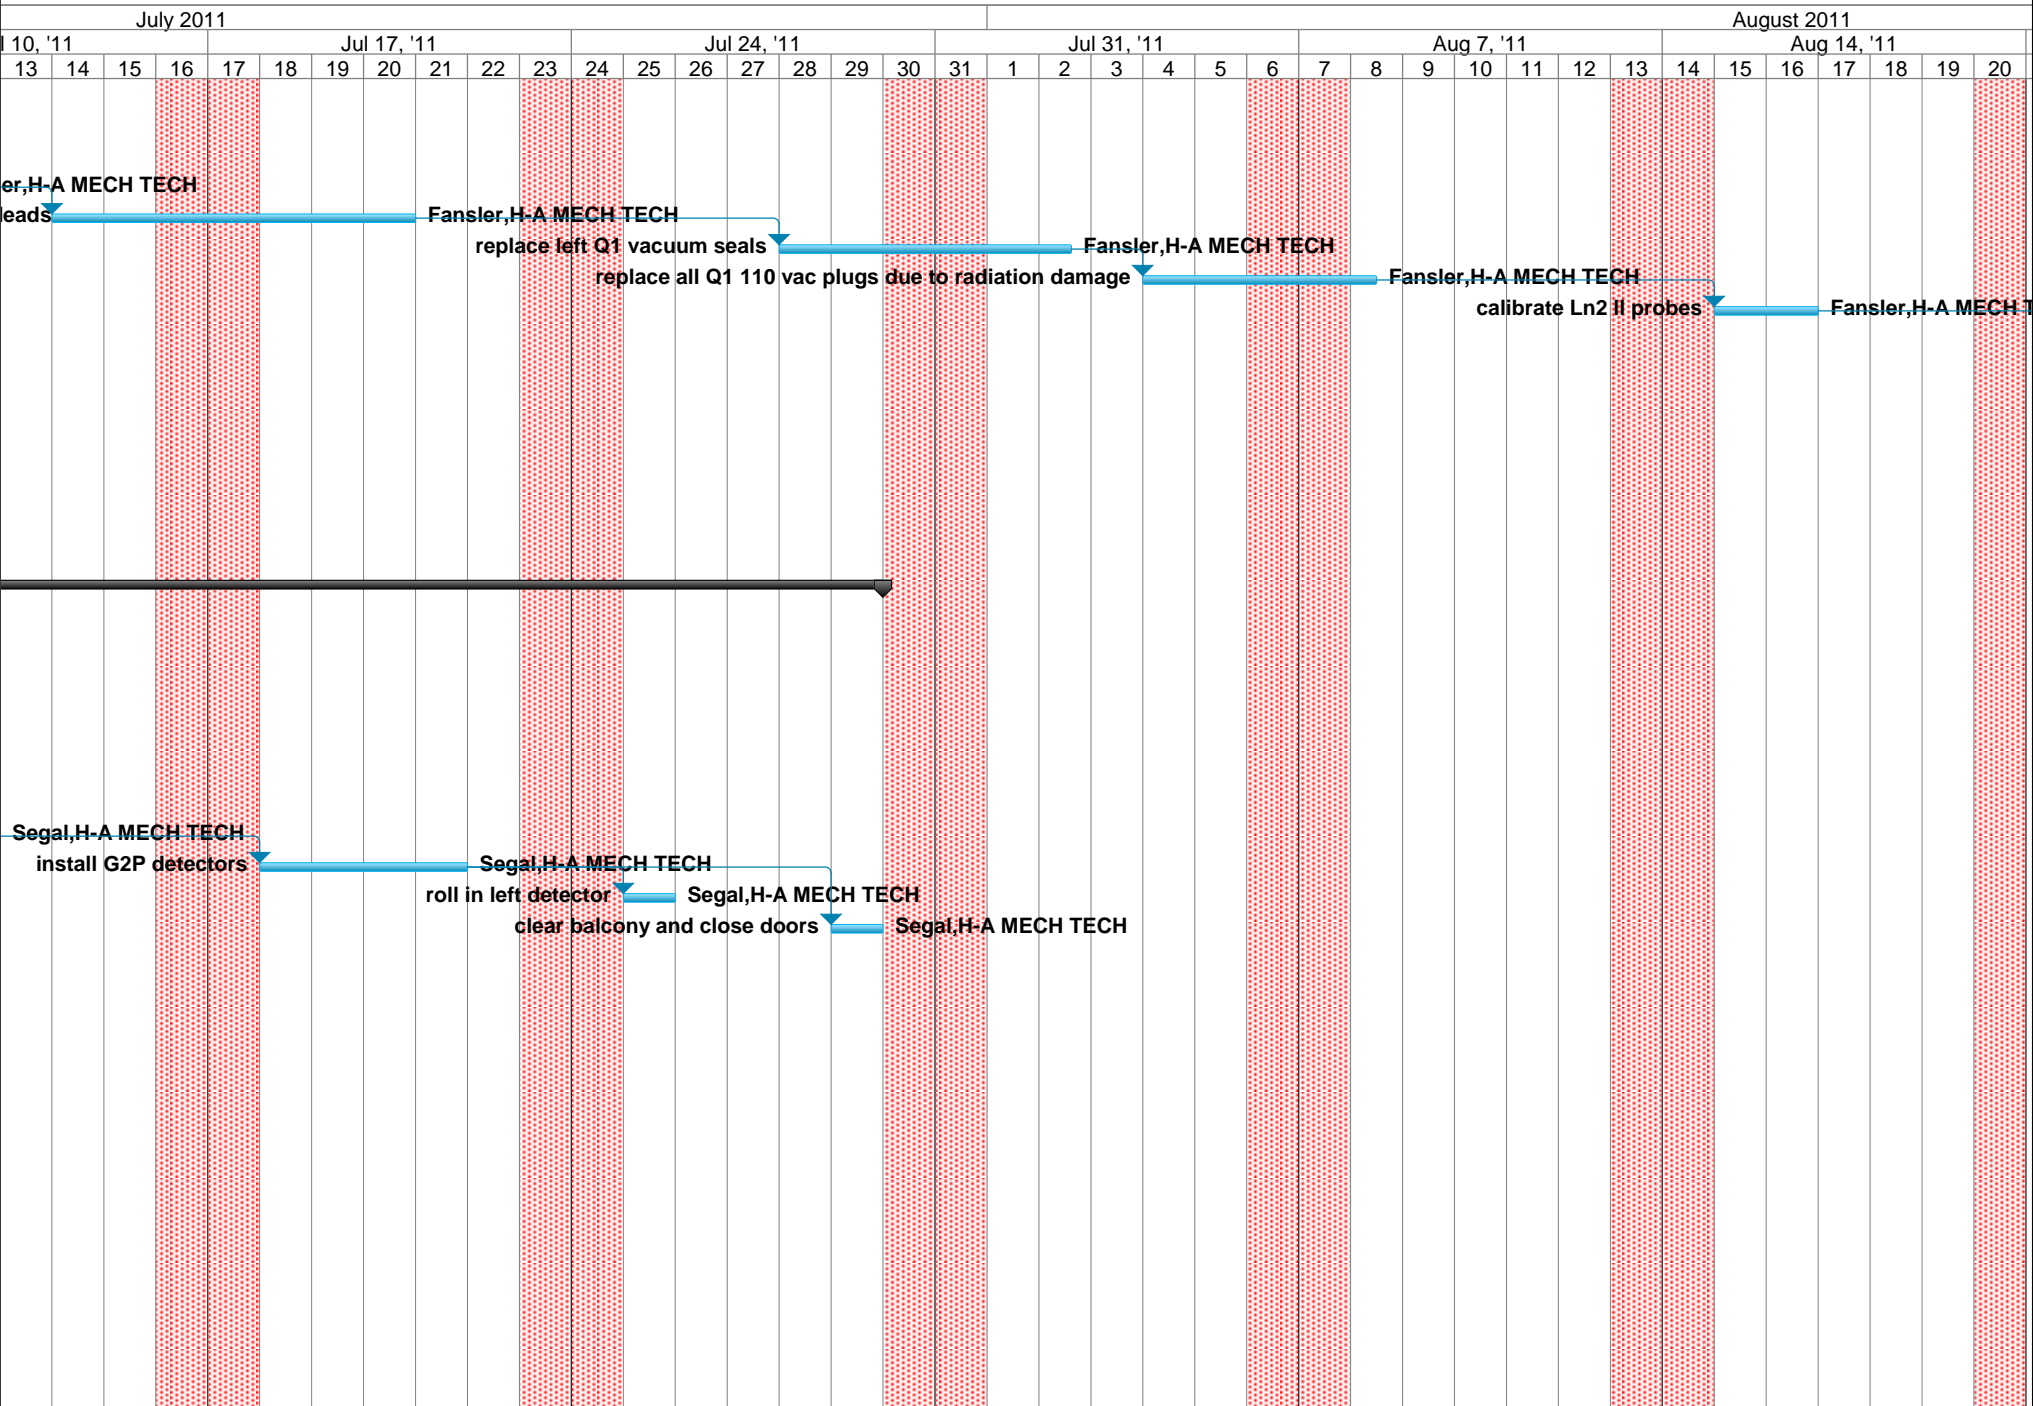 July 2011 August 2011
l 10, '11 Jul 17, '11 Jul 24, '11 Jul 31, '11 Aug 7, '11 Aug 14, '11
13 14 15 16 17 18 19 20 21 22 23 24 25 26 27 28 29 30 31 1 2 3 4 5 6 7 8 9 10 11 12 13 14 15 16 17 18 19 20
er,H-A MECH TECH
leads Fansler,H-A MECH TECH
replace left Q1 vacuum seals Fansler,H-A MECH TECH
replace all Q1 110 vac plugs due to radiation damage Fansler,H-A MECH TECH
calibrate Ln2 II probes Fansler,H-A MECH T
Segal,H-A MECH TECH
install G2P detectors Segal,H-A MECH TECH
roll in left detector Segal,H-A MECH TECH
clear balcony and close doors Segal,H-A MECH TECH